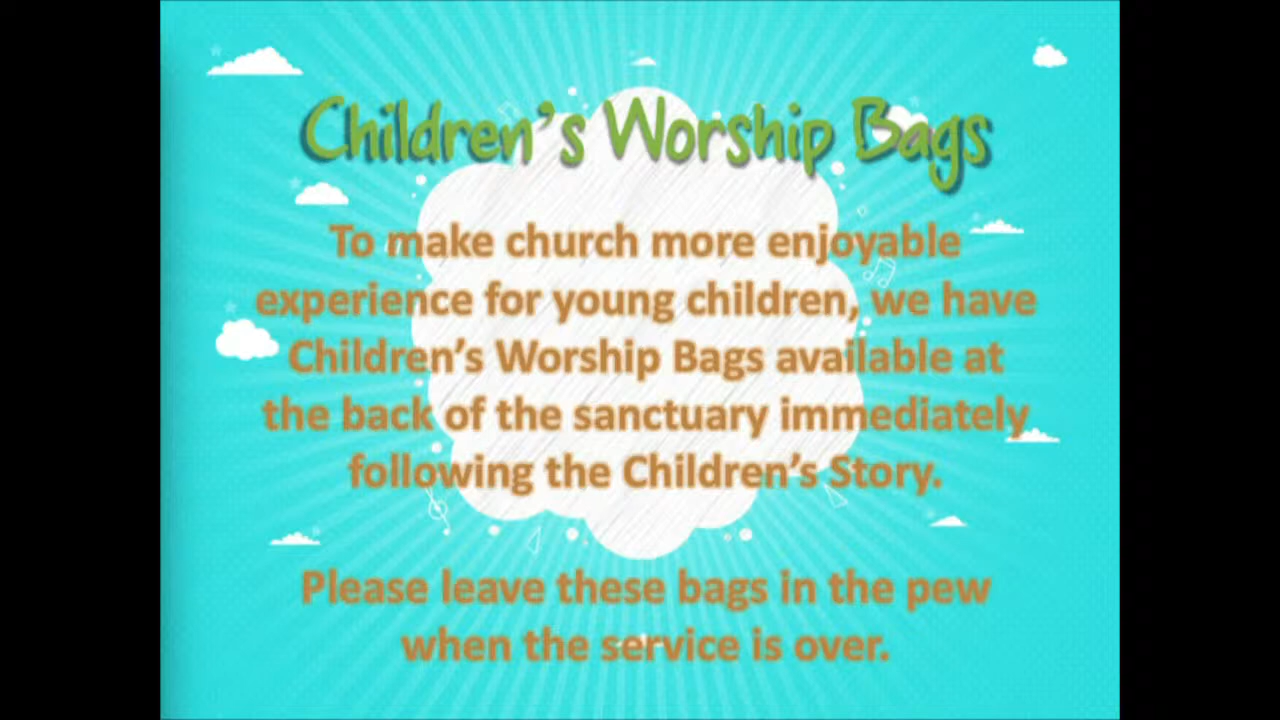 Children's Worship Bags
To make church more enjoyable
experience for young children, we have
Children's Worship Bags available at
the back of the sanctuary immediately
following the Children's Story.
Please leave these bags in the pew
when the service is over.